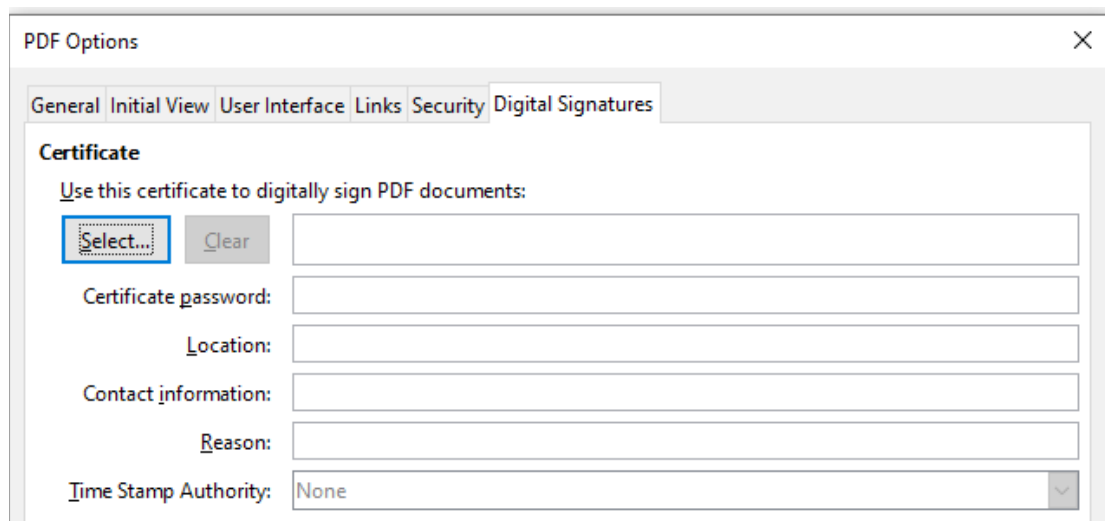 PDF Options
General Initial View User Interface Links Security Digital Signatures
Certificate
Use this certificate to digitally sign PDF documents:
Select... Clear
Certificate password:
Location:
Contact information:
Reason:
Time Stamp Authority: None